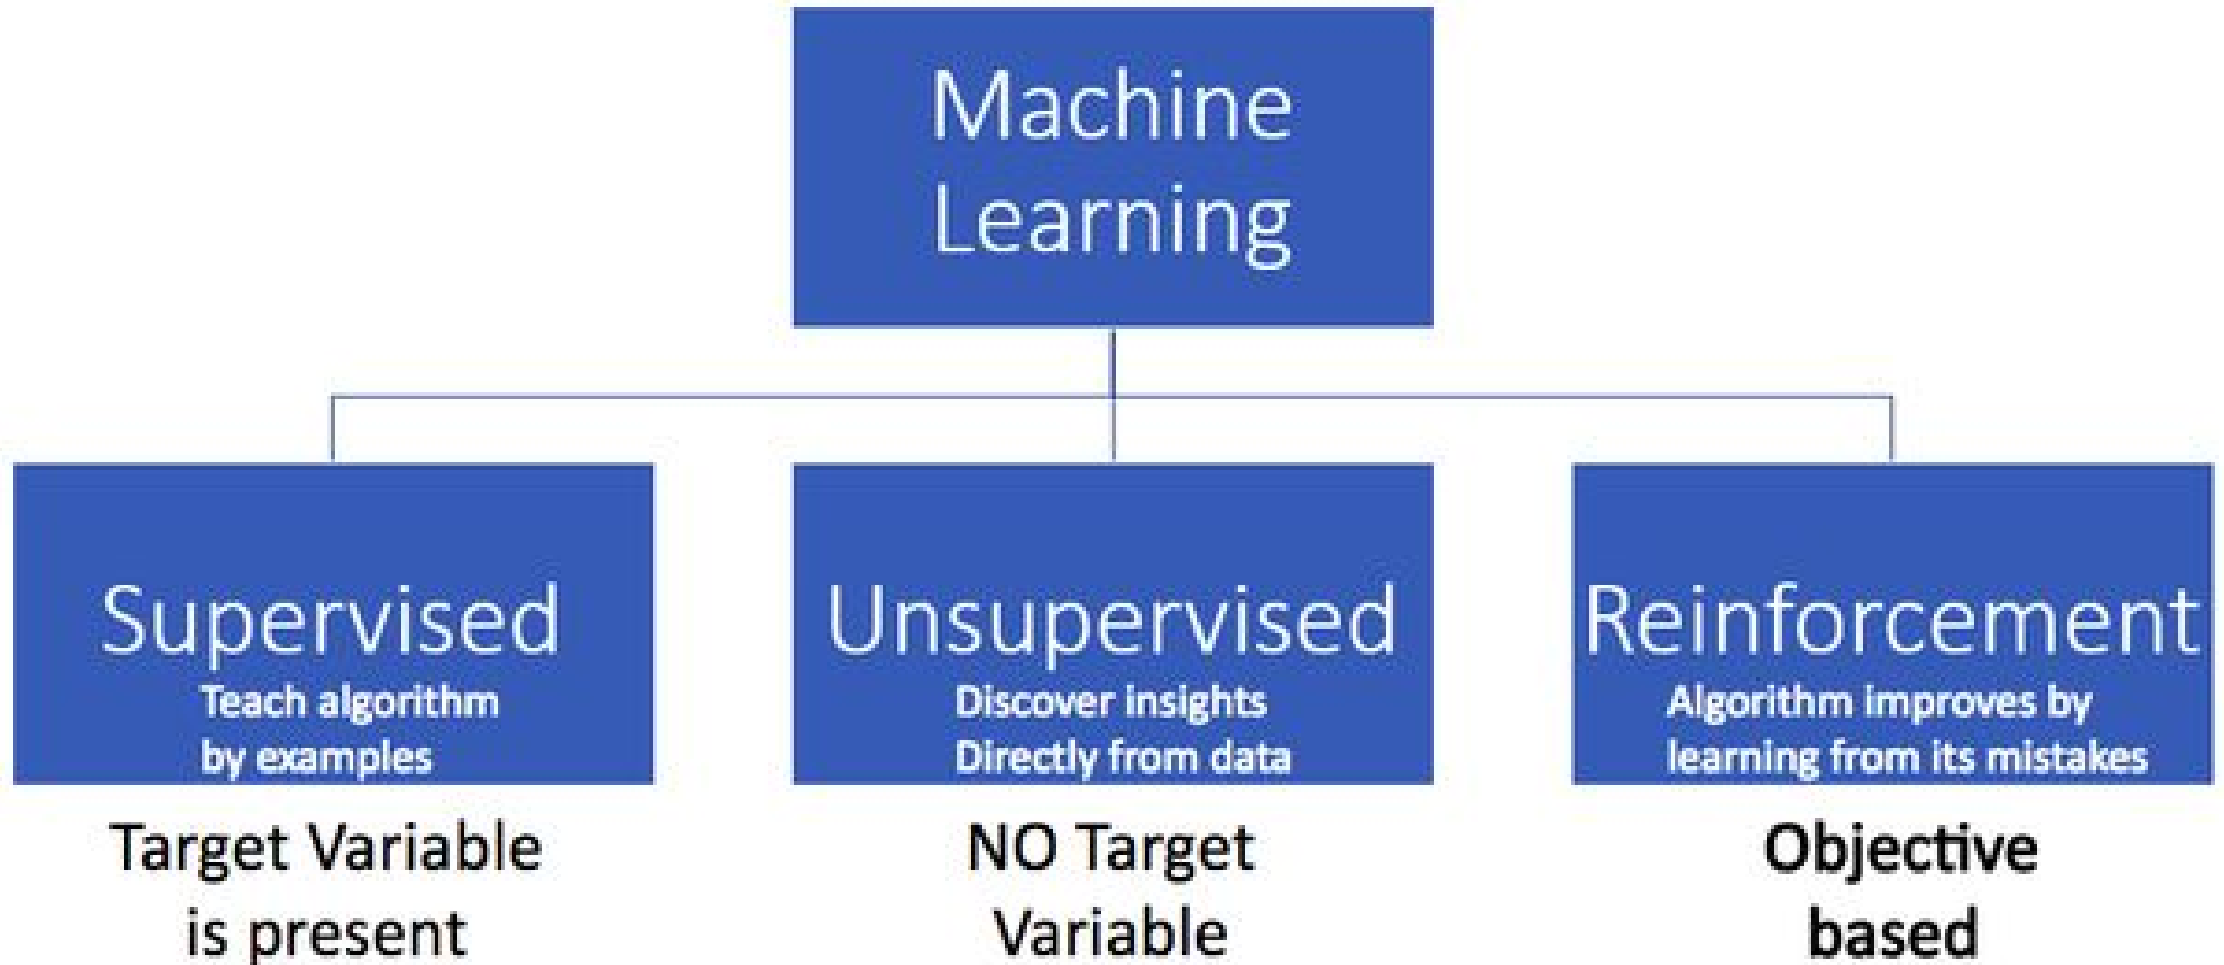 Machine
Learning
Supervised
Teach algorithm
by examples
Target Variable
is present
Unsupervised
Discover insights
Directly from data
NO Target
Variable
Reinforcement
Algorithm improves by
learning from its mistakes
Objective
based